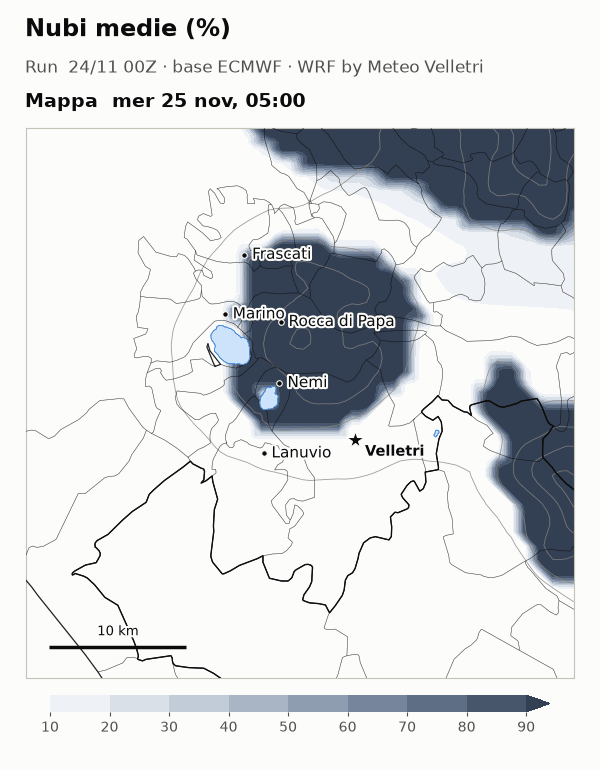 Nubi medie (%)
Run 24/11 00Z · base ECMWF · WRF by Meteo Velletri
Mappa mer 25 nov, 05:00
Frascati
Marino
Rocca di Papa
Nemi
Velletri
Lanuvio
10 km
10 20 30 40 50 60 70 80 90